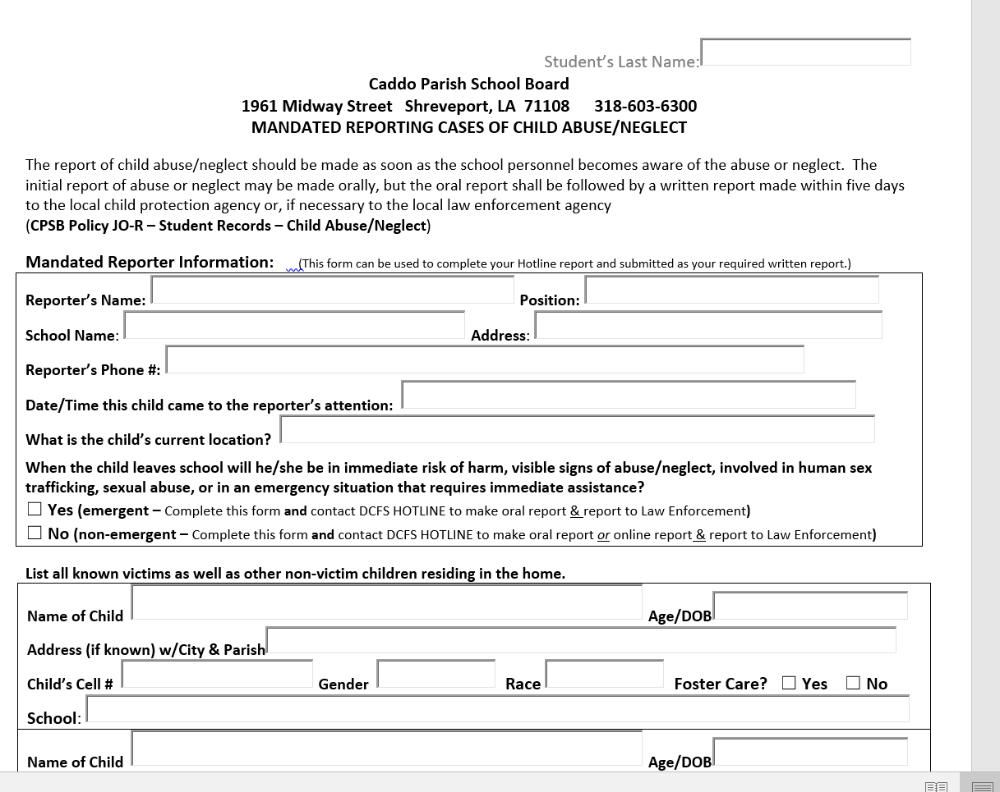 Student's Last Name:
Caddo Parish School Board
1961 Midway Street   Shreveport, LA  71108      318-603-6300
MANDATED REPORTING CASES OF CHILD ABUSE/NEGLECT
The report of child abuse/neglect should be made as soon as the school personnel becomes aware of the abuse or neglect.  The
initial report of abuse or neglect may be made orally, but the oral report shall be followed by a written report made within five days
to the local child protection agency or, if necessary to the local law enforcement agency
(CPSB Policy JO-R – Student Records – Child Abuse/Neglect)
Mandated Reporter Information:    (This form can be used to complete your Hotline report and submitted as your required written report.)
Reporter's Name: Position:
School Name: Address:
Reporter's Phone #:
Date/Time this child came to the reporter's attention:
What is the child's current location?
When the child leaves school will he/she be in immediate risk of harm, visible signs of abuse/neglect, involved in human sex
trafficking, sexual abuse, or in an emergency situation that requires immediate assistance?
☐ Yes (emergent – Complete this form and contact DCFS HOTLINE to make oral report & report to Law Enforcement)
☐ No (non-emergent – Complete this form and contact DCFS HOTLINE to make oral report or online report & report to Law Enforcement)
List all known victims as well as other non-victim children residing in the home.
Name of Child Age/DOB
Address (if known) w/City & Parish
Child's Cell # Gender Race Foster Care? ☐ Yes ☐ No
School:
Name of Child Age/DOB